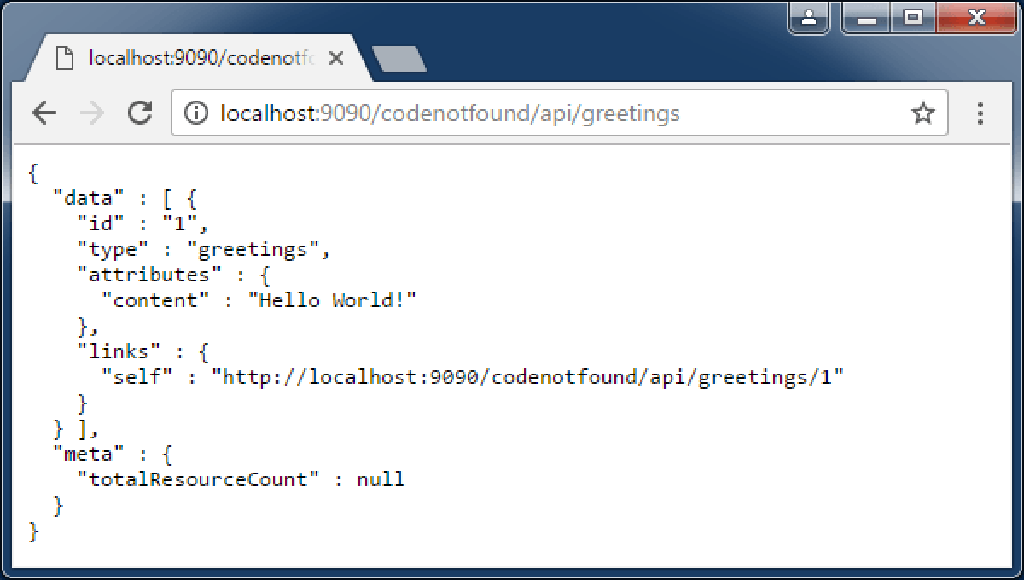 localhost:9090/codenotf
localhost:9090/codenotfound/api/greetings
{
  "data" : [ {
    "id" : "1",
    "type" : "greetings",
    "attributes" : {
      "content" : "Hello World!"
    },
    "links" : {
      "self" : "http://localhost:9090/codenotfound/api/greetings/1"
    }
  } ],
  "meta" : {
    "totalResourceCount" : null
  }
}